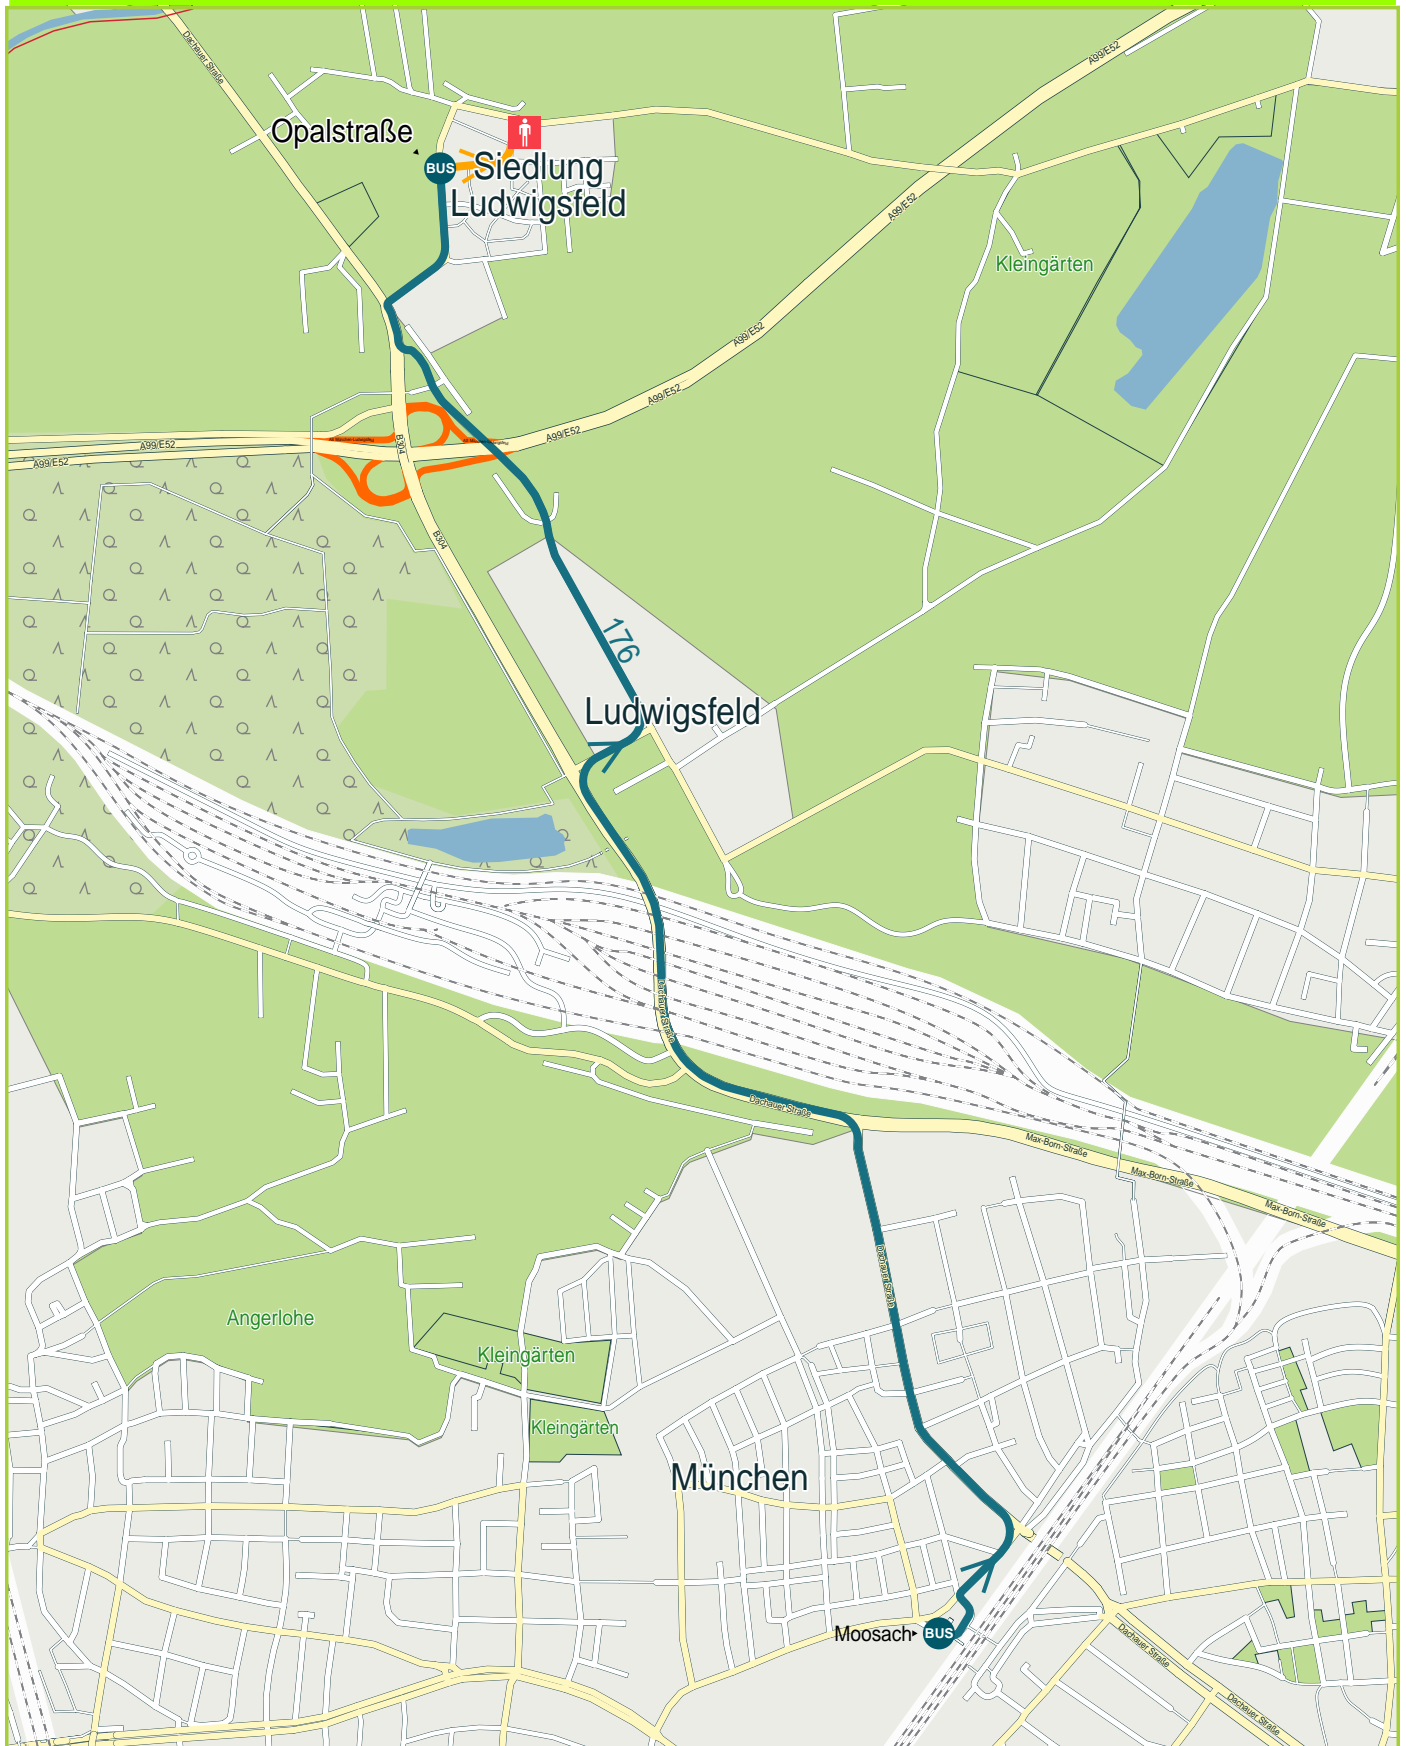 Dachauer Straße
A99/E52
Opalstraße
BUS
Siedlung
Ludwigsfeld
A99/E52
Kleingärten
A99/E52
A99/E52
B304
A99/E52
A99/E52
A99/E52
B304
176
Ludwigsfeld
Dachauer Straße
Dachauer Straße
Max-Born-Straße
Max-Born-Straße
Max-Born-Straße
Dachauer Straße
Angerlohe
Kleingärten
Kleingärten
München
Moosach
BUS
Dachauer Straße
Dachauer Straße